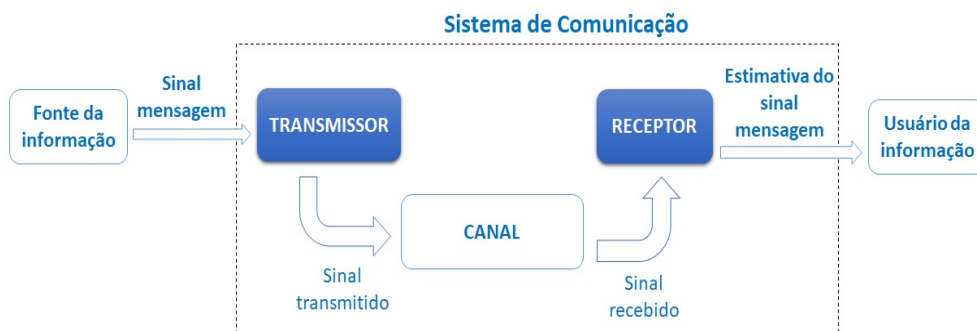 Sistema de Comunicação
Fonte da
informação
Sinal
mensagem
TRANSMISSOR
Sinal
transmitido
CANAL
Sinal
recebido
RECEPTOR
Estimativa do
sinal
mensagem
Usuário da
informação